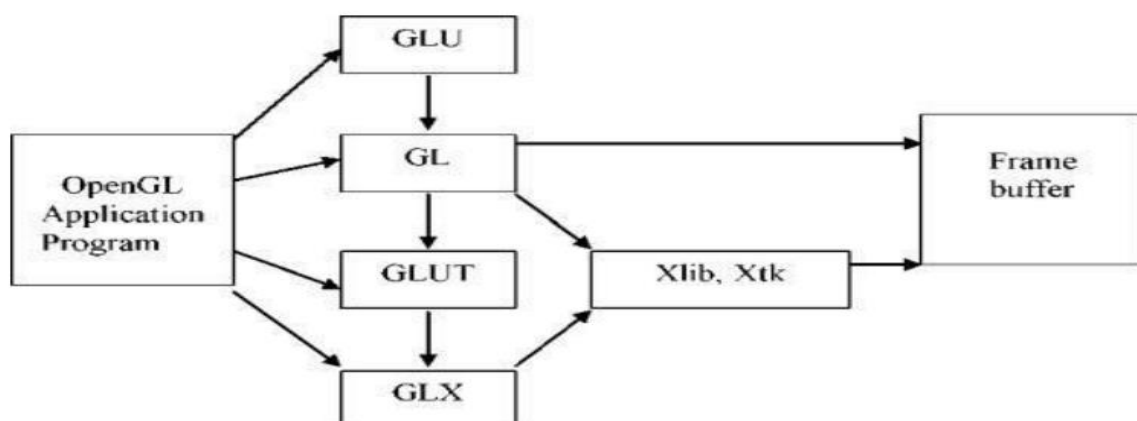 GLU
OpenGL
Application
Program
GL
Frame
buffer
GLUT
Xlib, Xtk
GLX